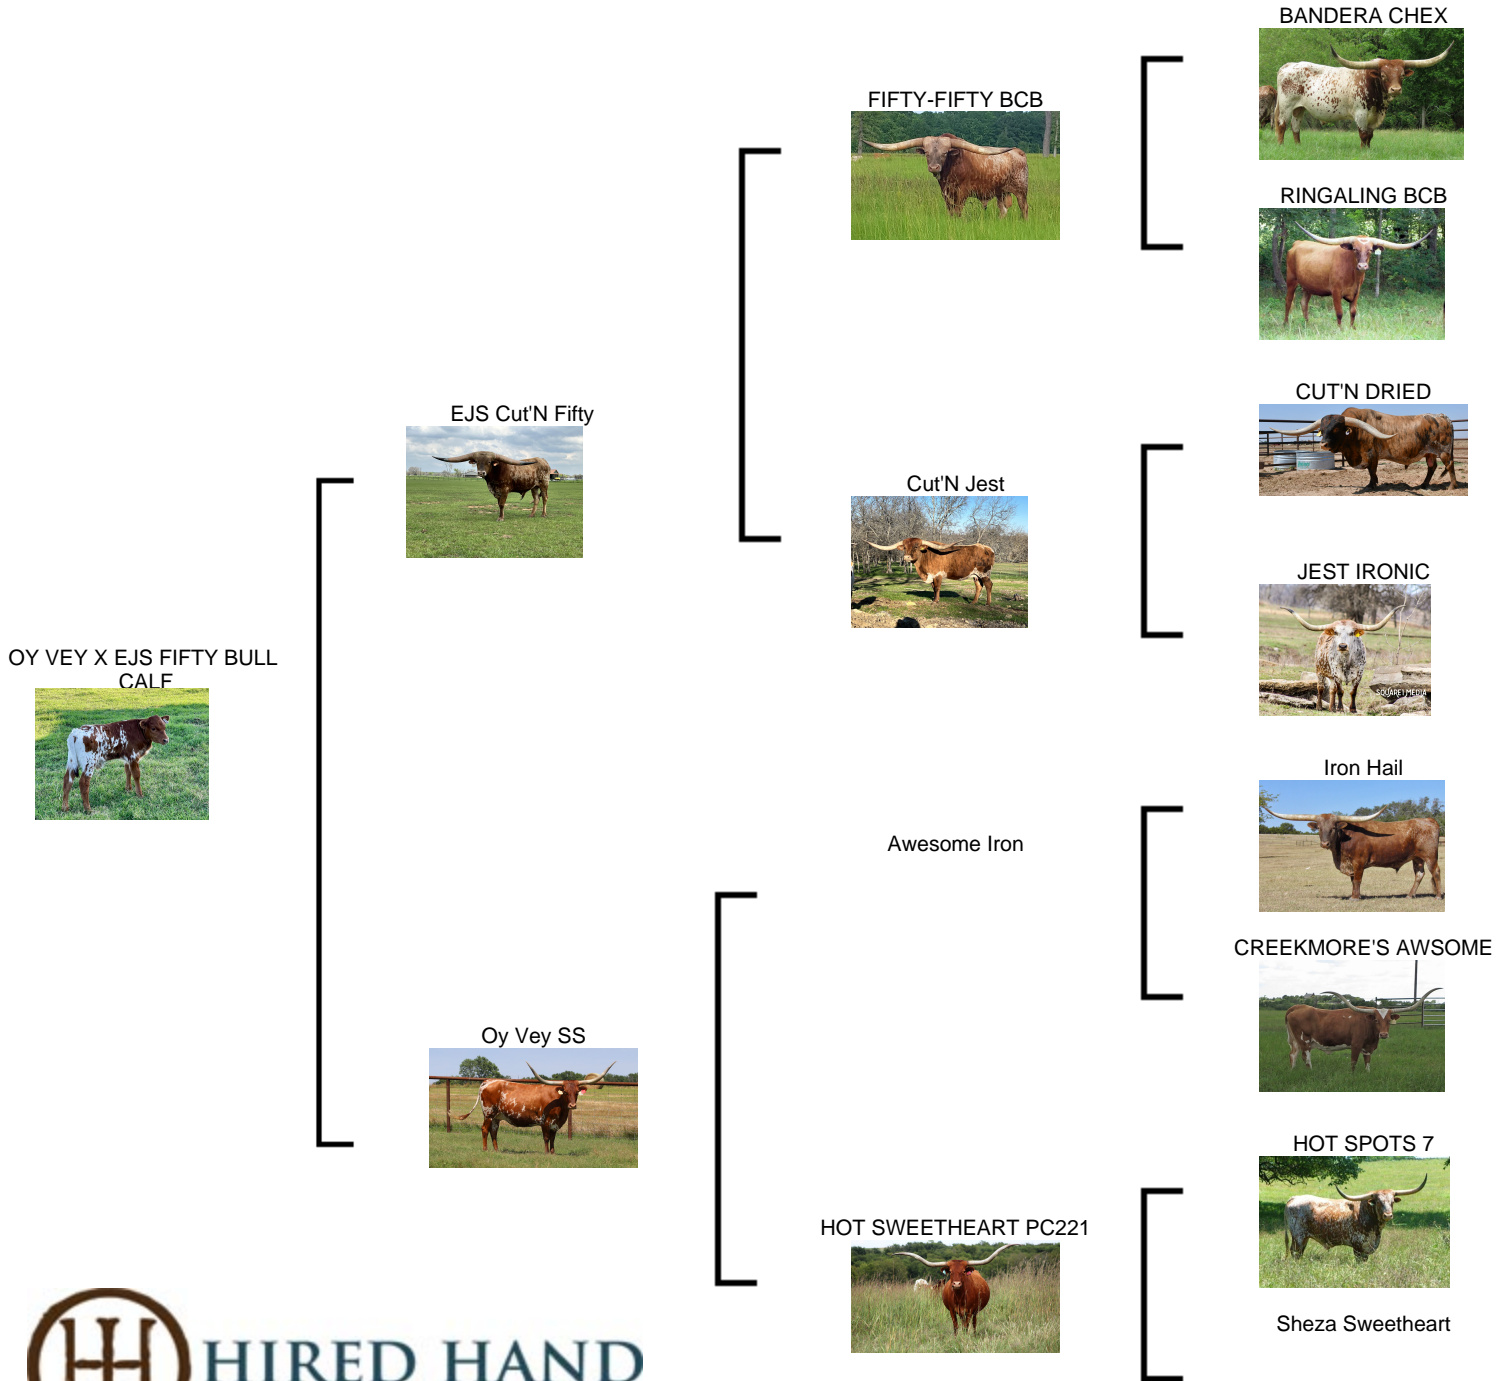 BANDERA CHEX
FIFTY-FIFTY BCB
RINGALING BCB
CUT'N DRIED
EJS Cut'N Fifty
Cut'N Jest
JEST IRONIC
SQUARE1 MEDIA
OY VEY X EJS FIFTY BULL
CALF
Iron Hail
Awesome Iron
CREEKMORE'S AWSOME
Oy Vey SS
HOT SPOTS 7
HOT SWEETHEART PC221
Sheza Sweetheart
HIRED HAND